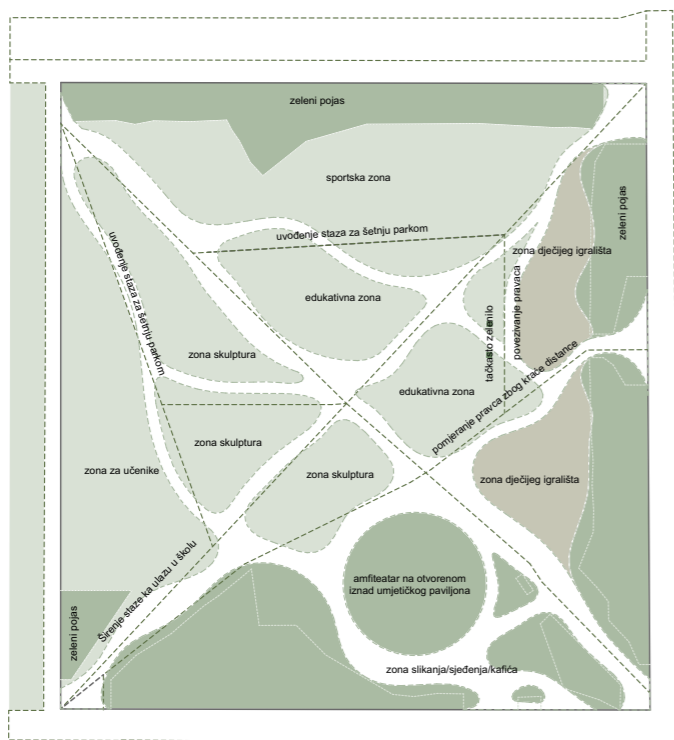 zeleni pojas
sportska zona
uvođenje staza za šetnju parkom
zeleni pojas
zona dječijeg igrališta
uvođenje staza za šetnju parkom
edukativna zona
tačkasto zelenilo
povezivanje pravaca
zona skulptura
edukativna zona
pomjeranje pravca zbog kraće distance
zona skulptura
zona za učenike
zona skulptura
zona dječijeg igrališta
Širenje staze ka ulazu u školu
amfiteatar na otvorenom
iznad umjetičkog paviljona
zeleni pojas
zona slikanja/sjeđenja/kafića